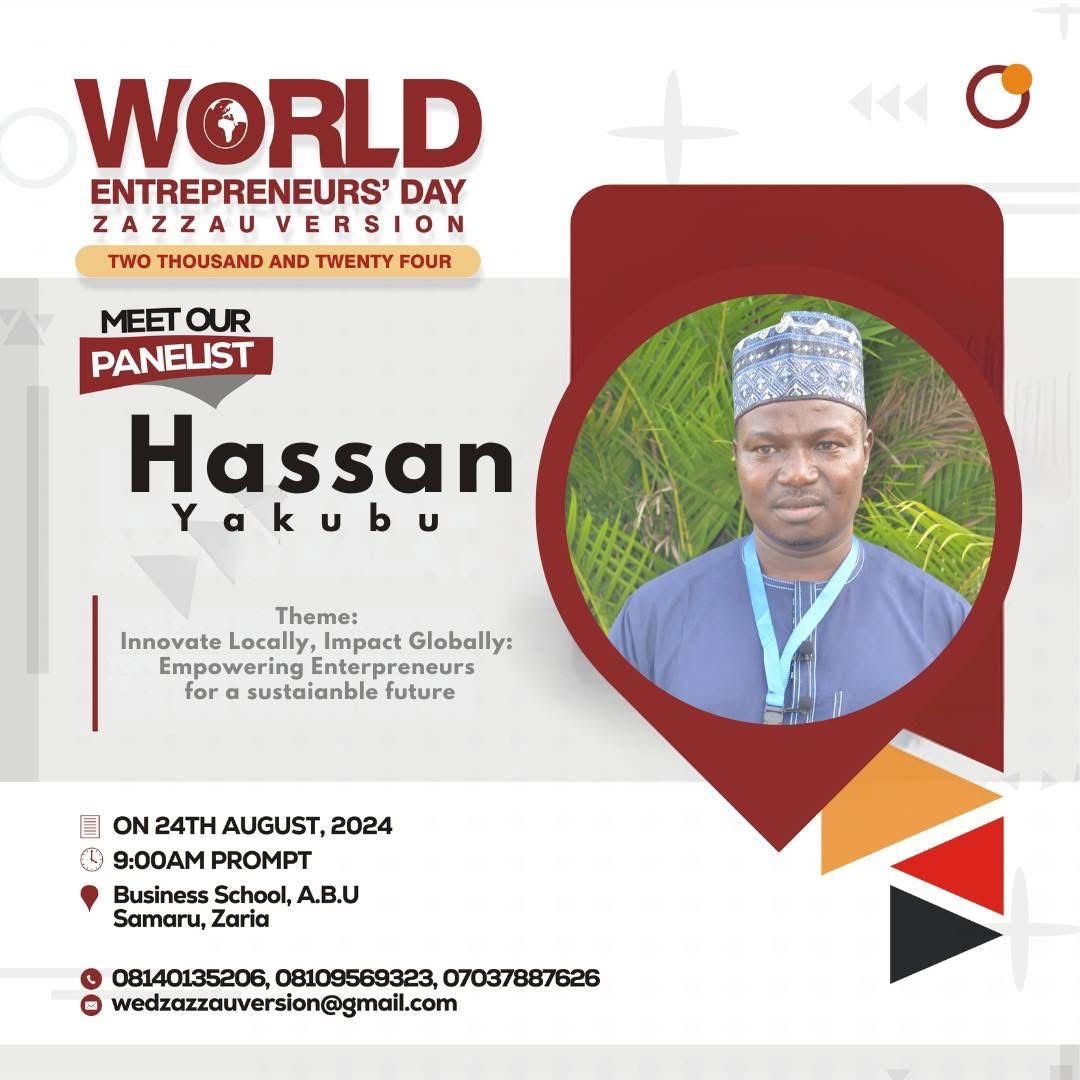 WORLD
ENTREPRENEURS' DAY
ZAZZAU VERSION
TWO THOUSAND AND TWENTY FOUR
MEET OUR
PANELIST
Hassan
Yakubu
Theme:
Innovate Locally, Impact Globally:
Empowering Enterpreneurs
for a sustaianble future
ON 24TH AUGUST, 2024
9:00AM PROMPT
Business School, A.B.U
Samaru, Zaria
08140135206, 08109569323, 07037887626
wedzazzauversion@gmail.com